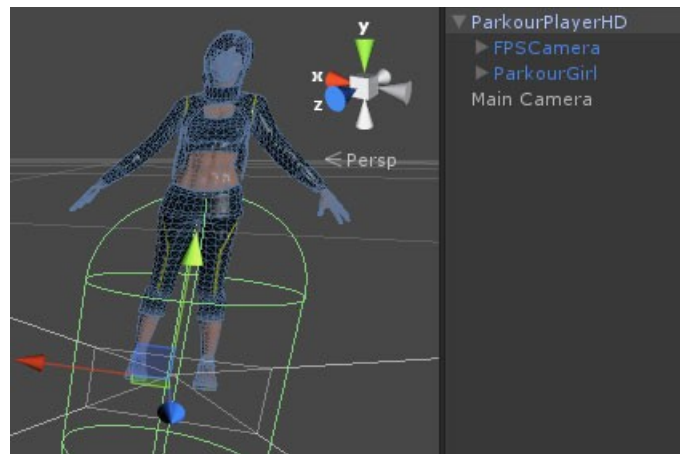 y
x
z
Persp
ParkourPlayerHD
FPSCamera
ParkourGirl
Main Camera